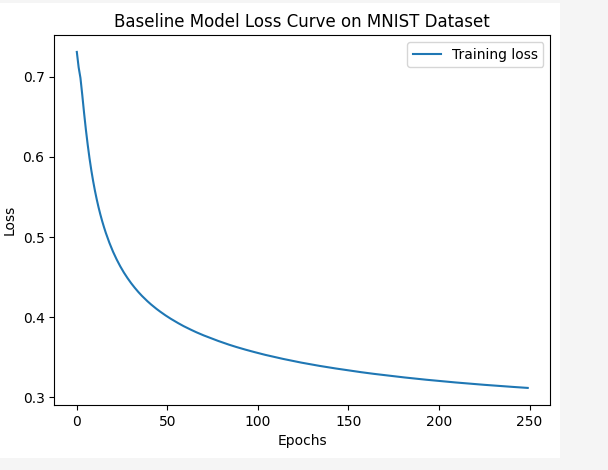 Baseline Model Loss Curve on MNIST Dataset
Training loss
Loss
0.7
0.6
0.5
0.4
0.3
0 50 100 150 200 250
Epochs